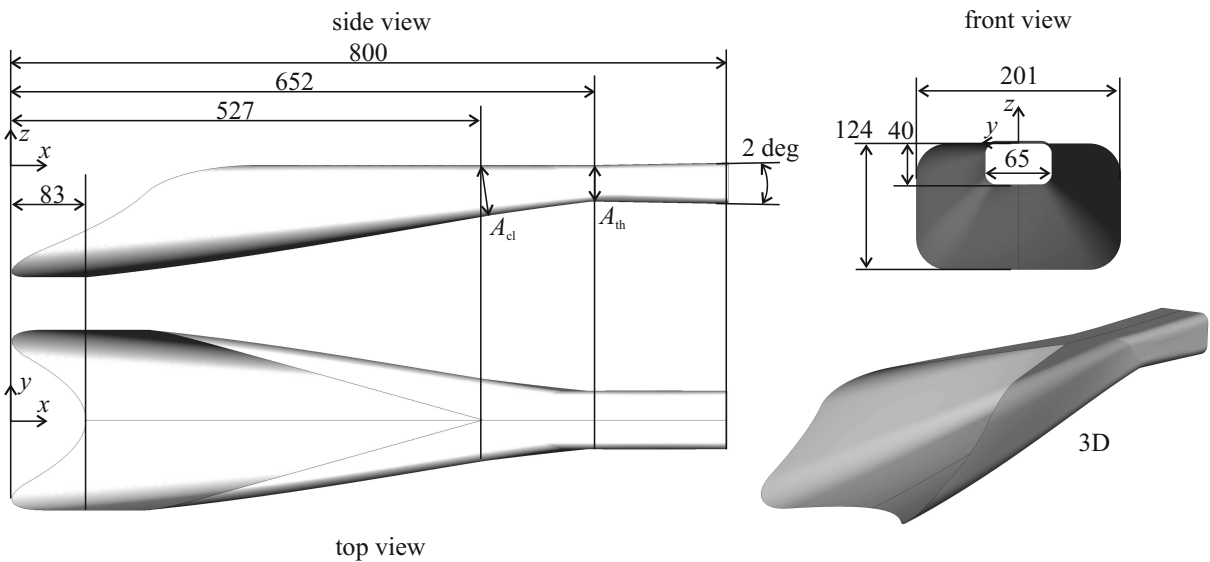 side view
front view
800
652
527
83
z
x
2 deg
A_cl
A_th
201
z
y
124
40
65
y
x
3D
top view